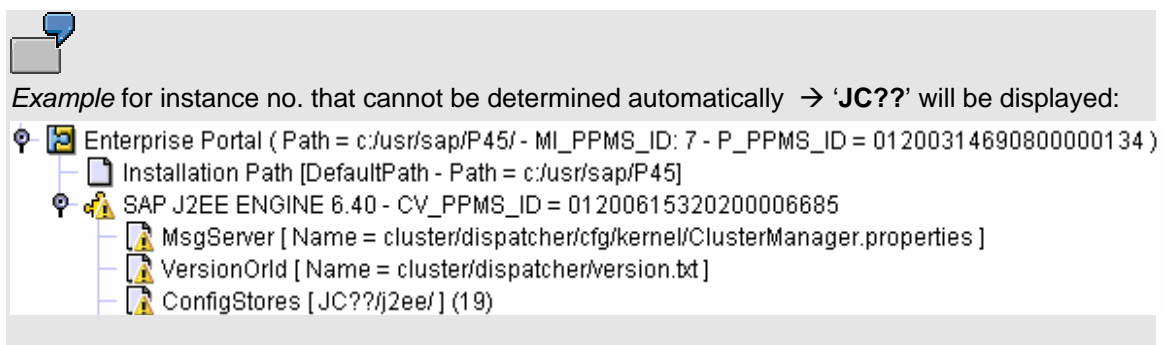 Example for instance no. that cannot be determined automatically → ‘JC??’ will be displayed:
Enterprise Portal ( Path = c:/usr/sap/P45/ - MI_PPMS_ID: 7 - P_PPMS_ID = 01200314690800000134 )
Installation Path [DefaultPath - Path = c:/usr/sap/P45]
SAP J2EE ENGINE 6.40 - CV_PPMS_ID = 01200615320200006685
MsgServer [ Name = cluster/dispatcher/cfg/kernel/ClusterManager.properties ]
VersionOrId [ Name = cluster/dispatcher/version.txt ]
ConfigStores [ JC??/j2ee/ ] (19)